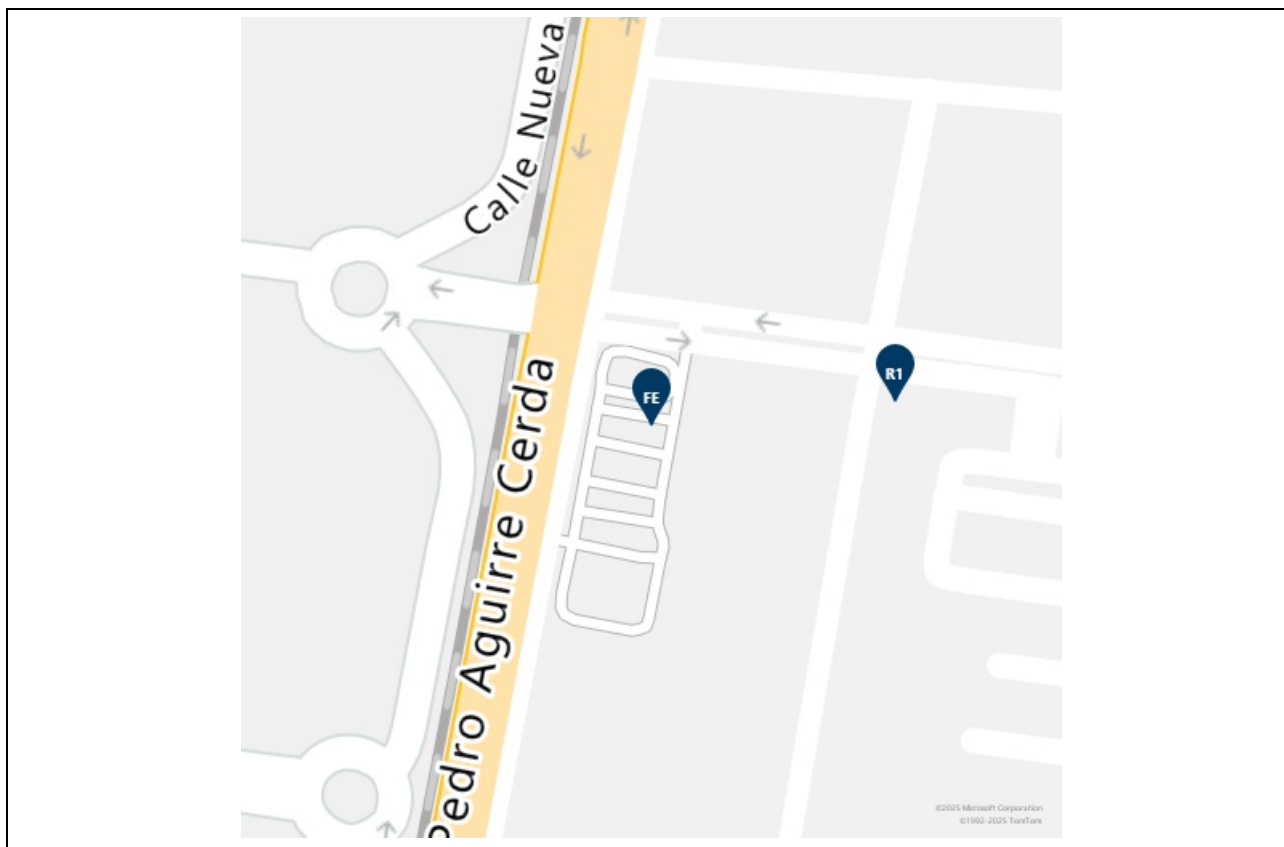 Calle Nueva
R1
FE
Pedro Aguirre Cerda
©2025 Microsoft Corporation
©1992-2025 TomTom